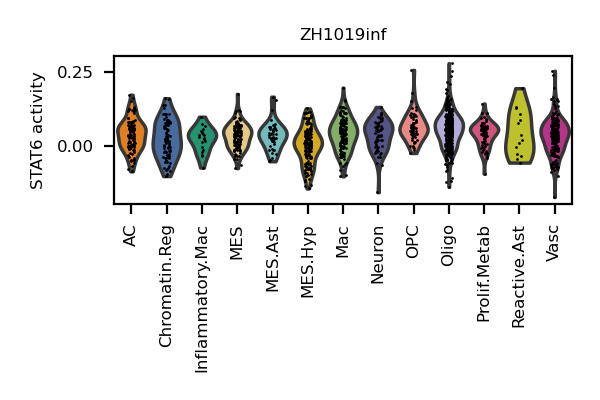 ZH1019inf
STAT6 activity
0.25
0.00
AC
Chromatin.Reg
Inflammatory.Mac
MES
MES.Ast
MES.Hyp
Mac
Neuron
OPC
Oligo
Prolif.Metab
Reactive.Ast
Vasc